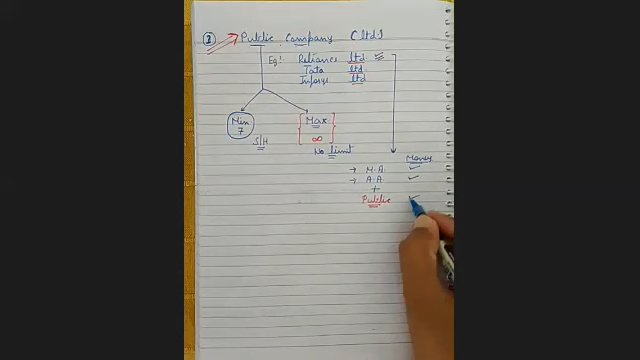 2 Public Company (ltd)
Eg:- Reliance ltd
Tata ltd.
Infosys ltd
Min
7
S/H
Max
∞
No limit
Money
→ M.A. ✓
→ A.A. ✓
+
Public ✓